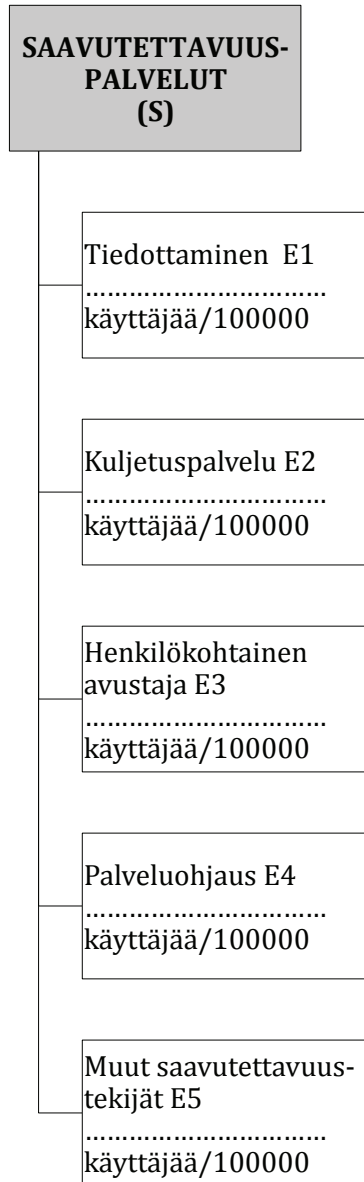 SAAVUTETTAVUUS-
PALVELUT
(S)
Tiedottaminen E1
................................
käyttäjää/100000
Kuljetuspalvelu E2
................................
käyttäjää/100000
Henkilökohtainen
avustaja E3
................................
käyttäjää/100000
Palveluohjaus E4
................................
käyttäjää/100000
Muut saavutettavuus-
tekijät E5
................................
käyttäjää/100000